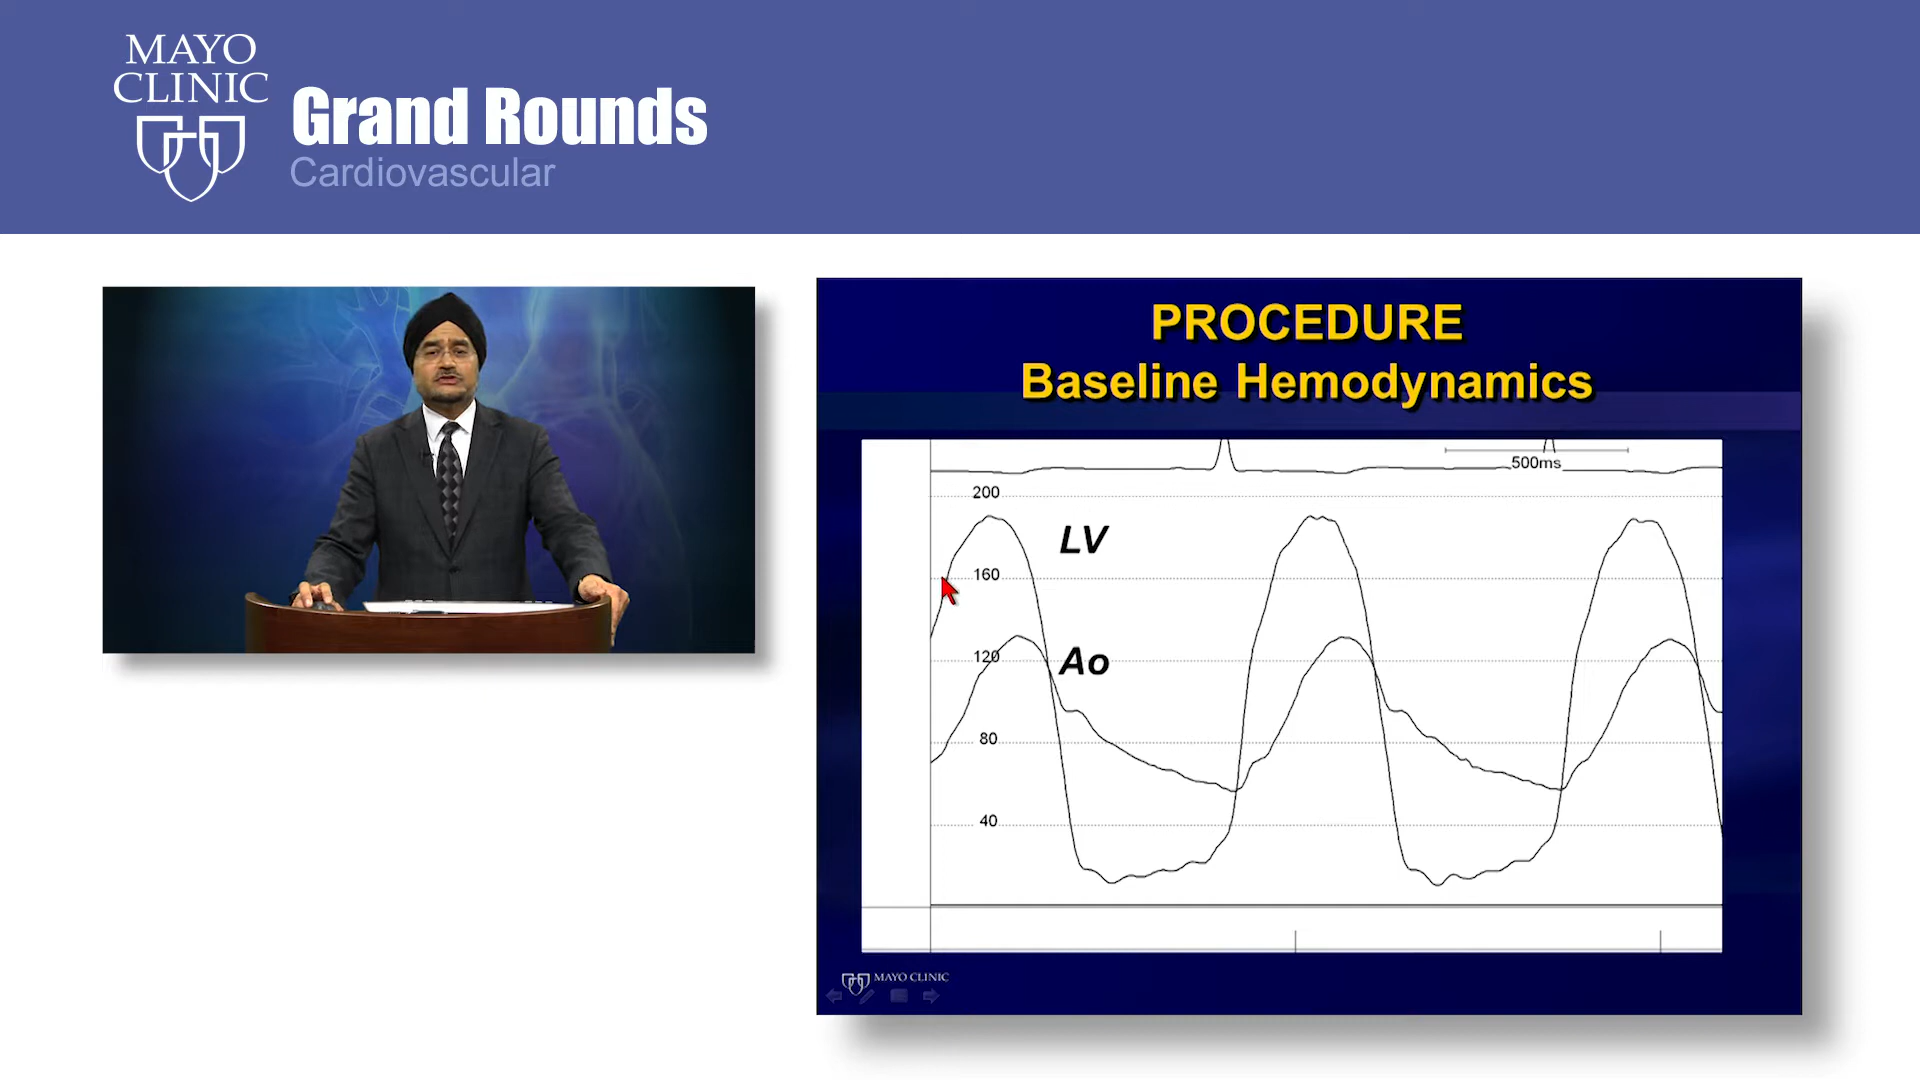 MAYO
CLINIC
Grand Rounds
Cardiovascular
PROCEDURE
Baseline Hemodynamics
500ms
200
LV
160
120
Ao
80
40
MAYO CLINIC